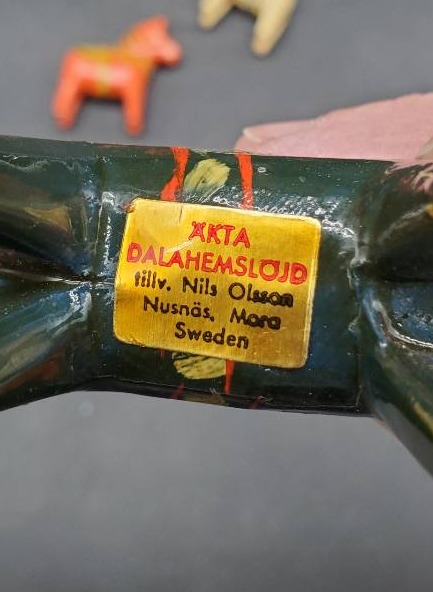 ÄKTA
DALAHEMSLÖJD
tillv. Nils Olsson
Nusnäs, Mora
Sweden